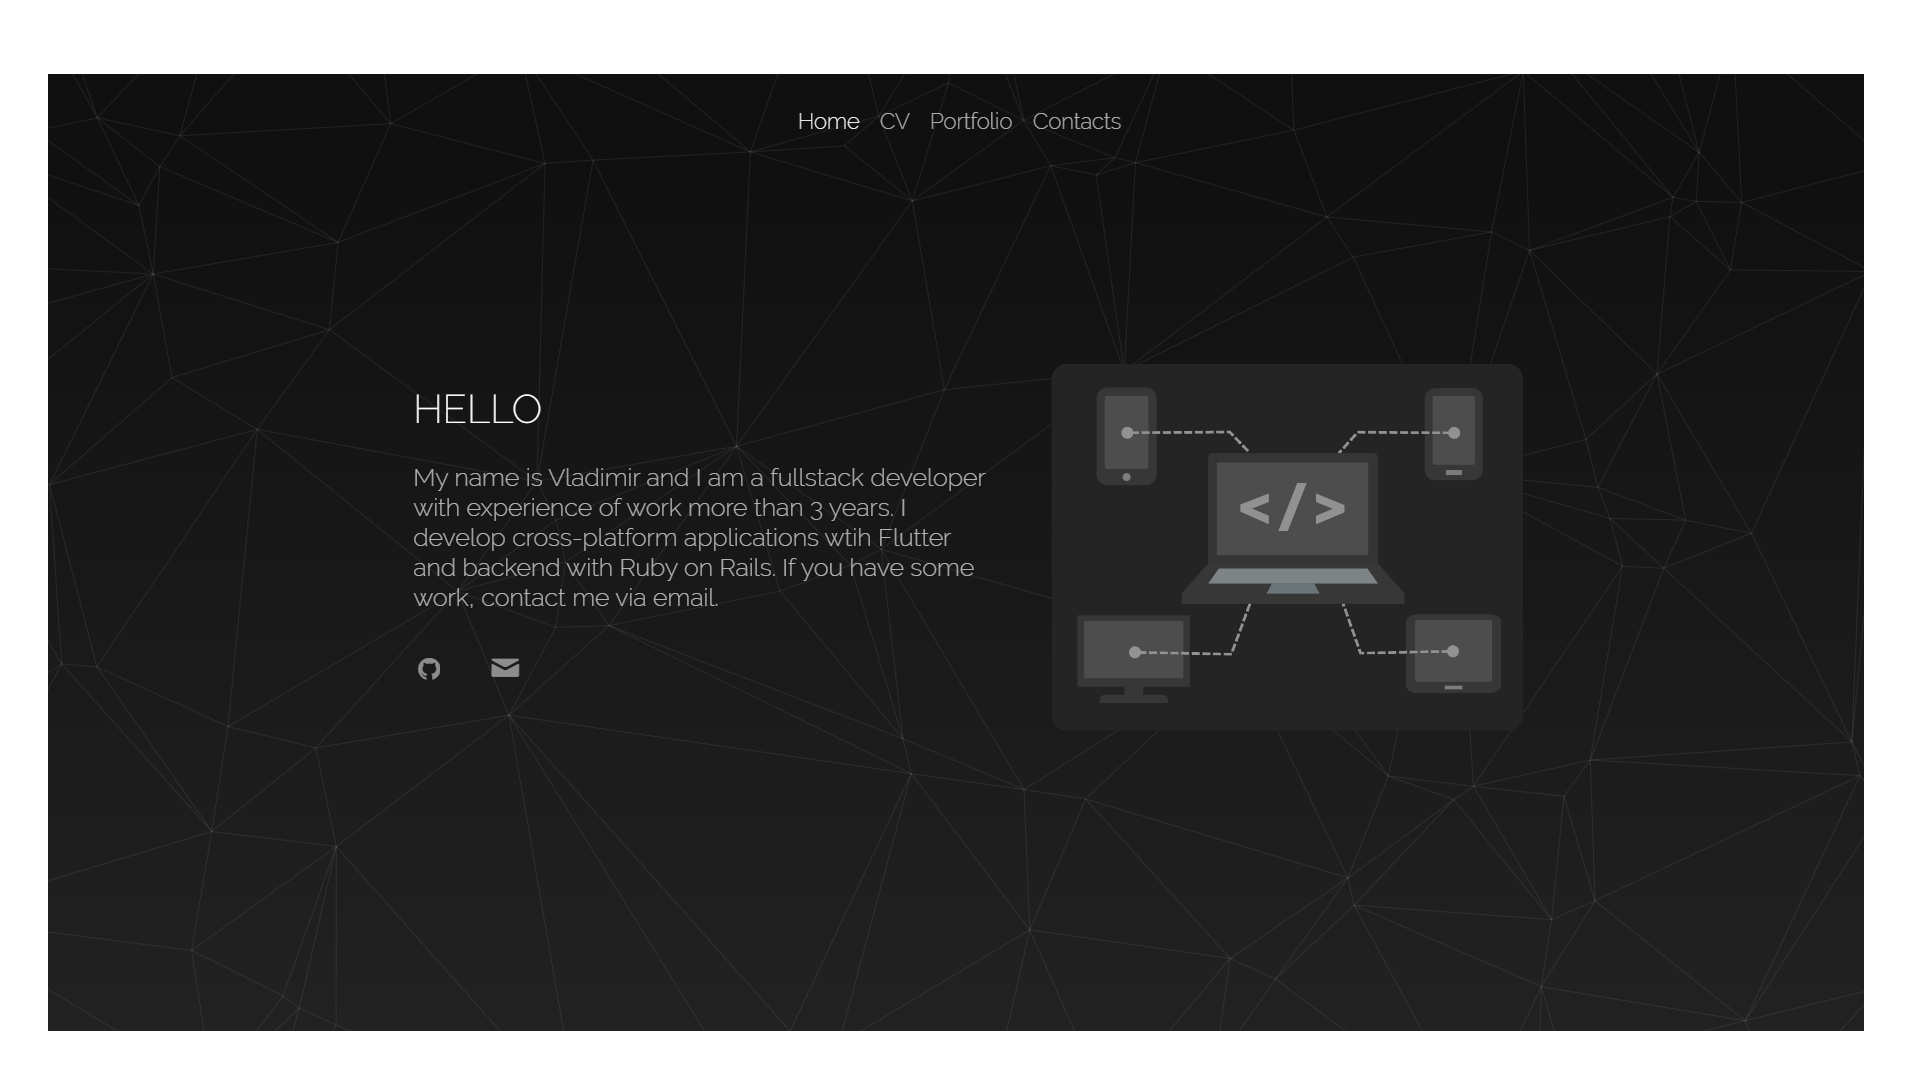 Home CV Portfolio Contacts
HELLO
My name is Vladimir and I am a fullstack developer
with experience of work more than 3 years. I
develop cross-platform applications wtih Flutter
and backend with Ruby on Rails. If you have some
work, contact me via email.
</>